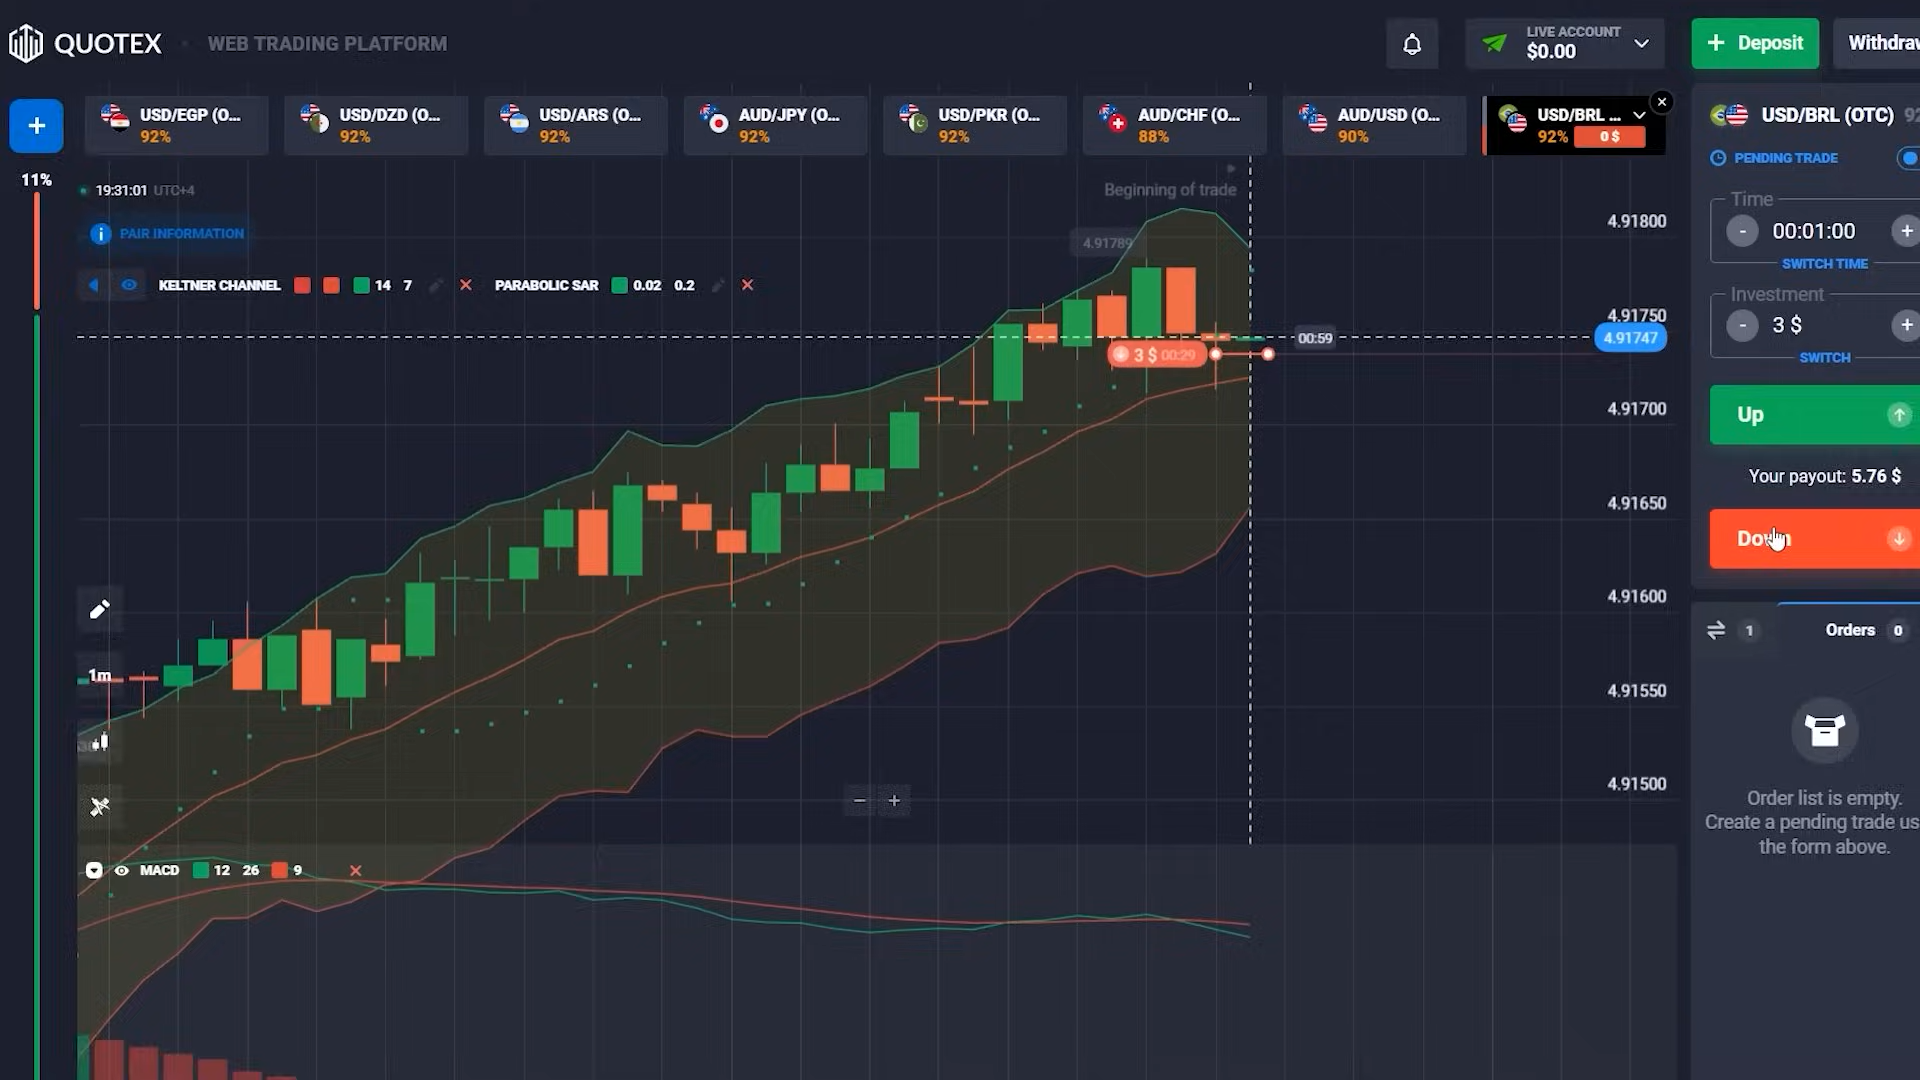 QUOTEX
WEB TRADING PLATFORM
LIVE ACCOUNT
$0.00
+ Deposit
Withdraw
USD/EGP (O...
92%
USD/DZD (O...
92%
USD/ARS (O...
92%
AUD/JPY (O...
92%
USD/PKR (O...
92%
AUD/CHF (O...
88%
AUD/USD (O...
90%
USD/BRL ...
92% 0 $
USD/BRL (OTC) 92
PENDING TRADE
11%
19:31:01 UTC+4
Beginning of trade
PAIR INFORMATION
4.91789
KELTNER CHANNEL 14 7
PARABOLIC SAR 0.02 0.2
4.91800
4.91750
4.91747
4.91700
4.91650
4.91600
4.91550
4.91500
00:59
3 $ 00:29
Time
- 00:01:00 +
SWITCH TIME
Investment
- 3 $ +
SWITCH
Up
Your payout: 5.76 $
Down
1
Orders 0
Order list is empty.
Create a pending trade us
the form above.
1m
MACD 12 26 9